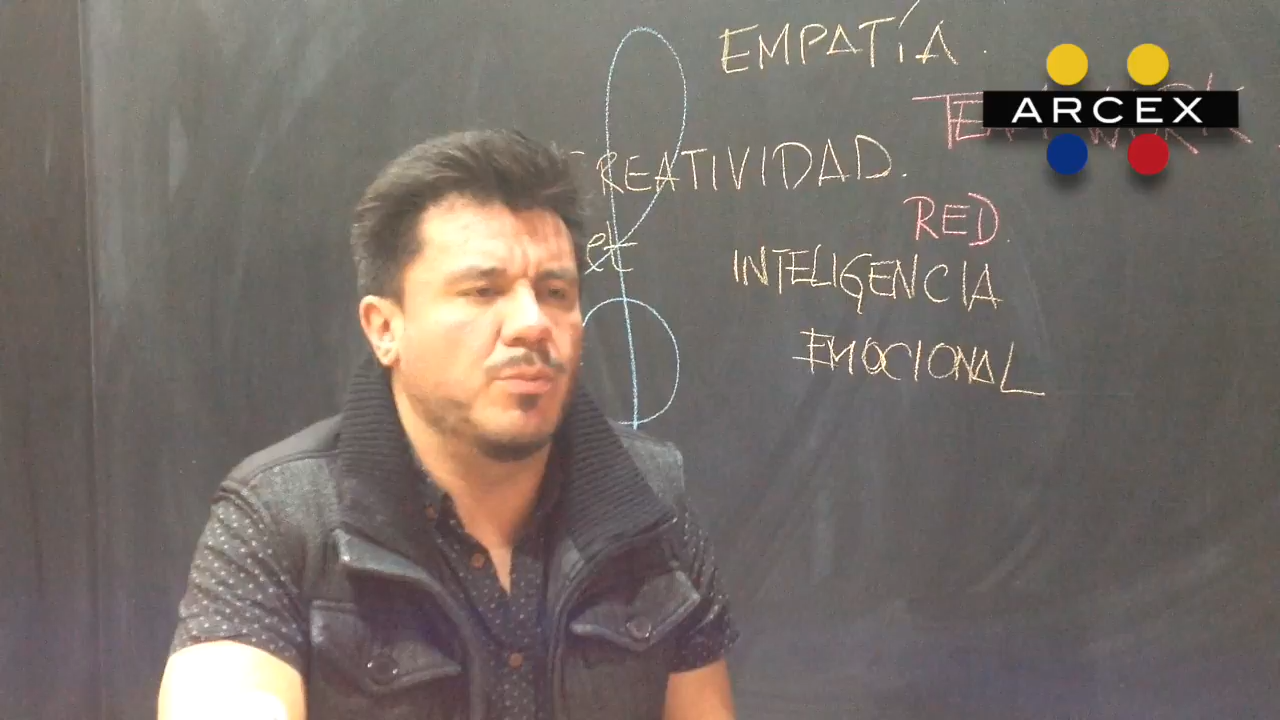 EMPATÍA.
ARCEX
CREATIVIDAD.
RED.
INTELIGENCIA
EMOCIONAL